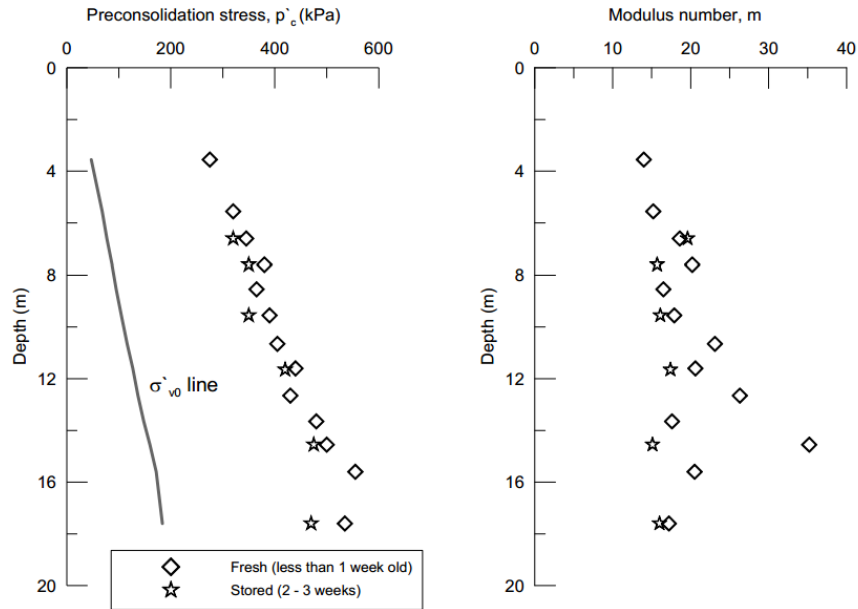 Preconsolidation stress, p`c (kPa)
0 200 400 600
0
4
8
12
16
20
Depth (m)
σ`v0 line
Fresh (less than 1 week old)
Stored (2 - 3 weeks)
Modulus number, m
0 10 20 30 40
0
4
8
12
16
20
Depth (m)